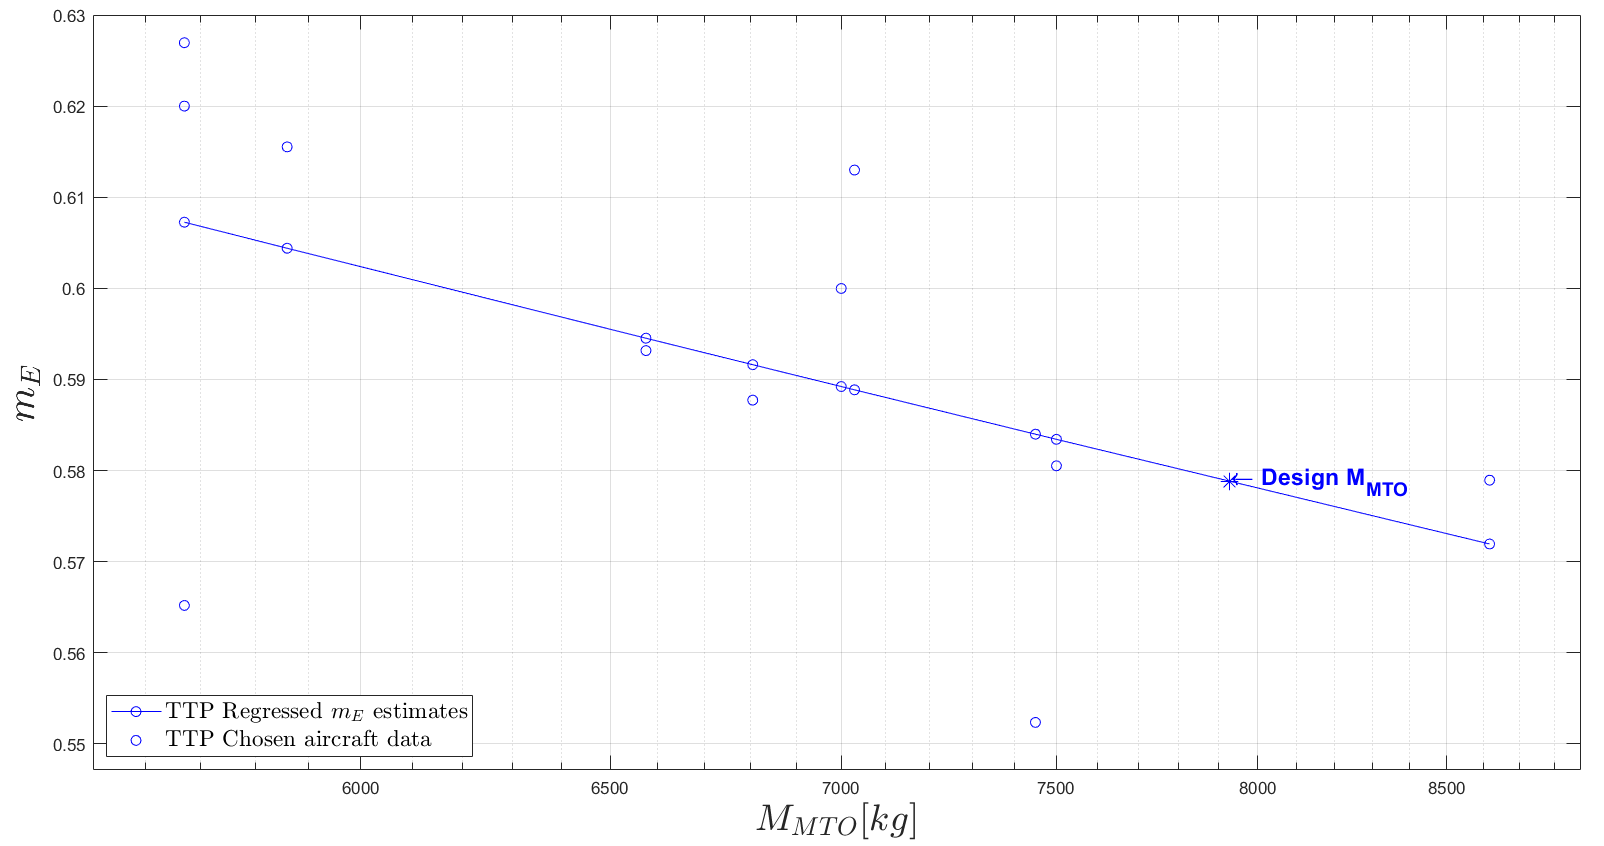 0.63
0.62
0.61
0.6
0.59
0.58
0.57
0.56
0.55
m_E
Design M_MTO
TTP Regressed m_E estimates
TTP Chosen aircraft data
6000 6500 7000 7500 8000 8500
M_MTO[kg]